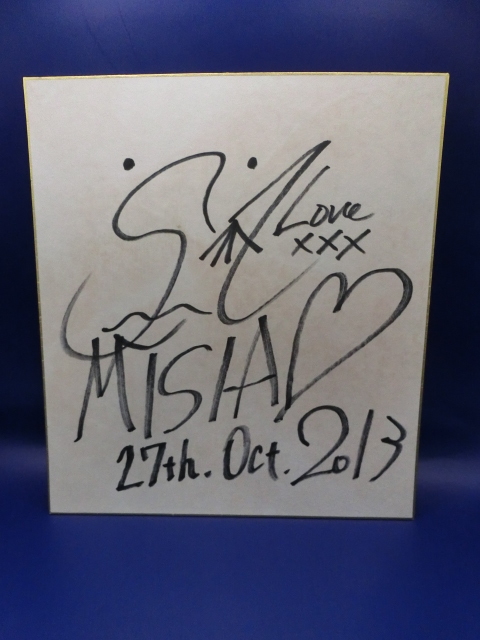 Love
xxx
MISIA
27th. Oct. 2013